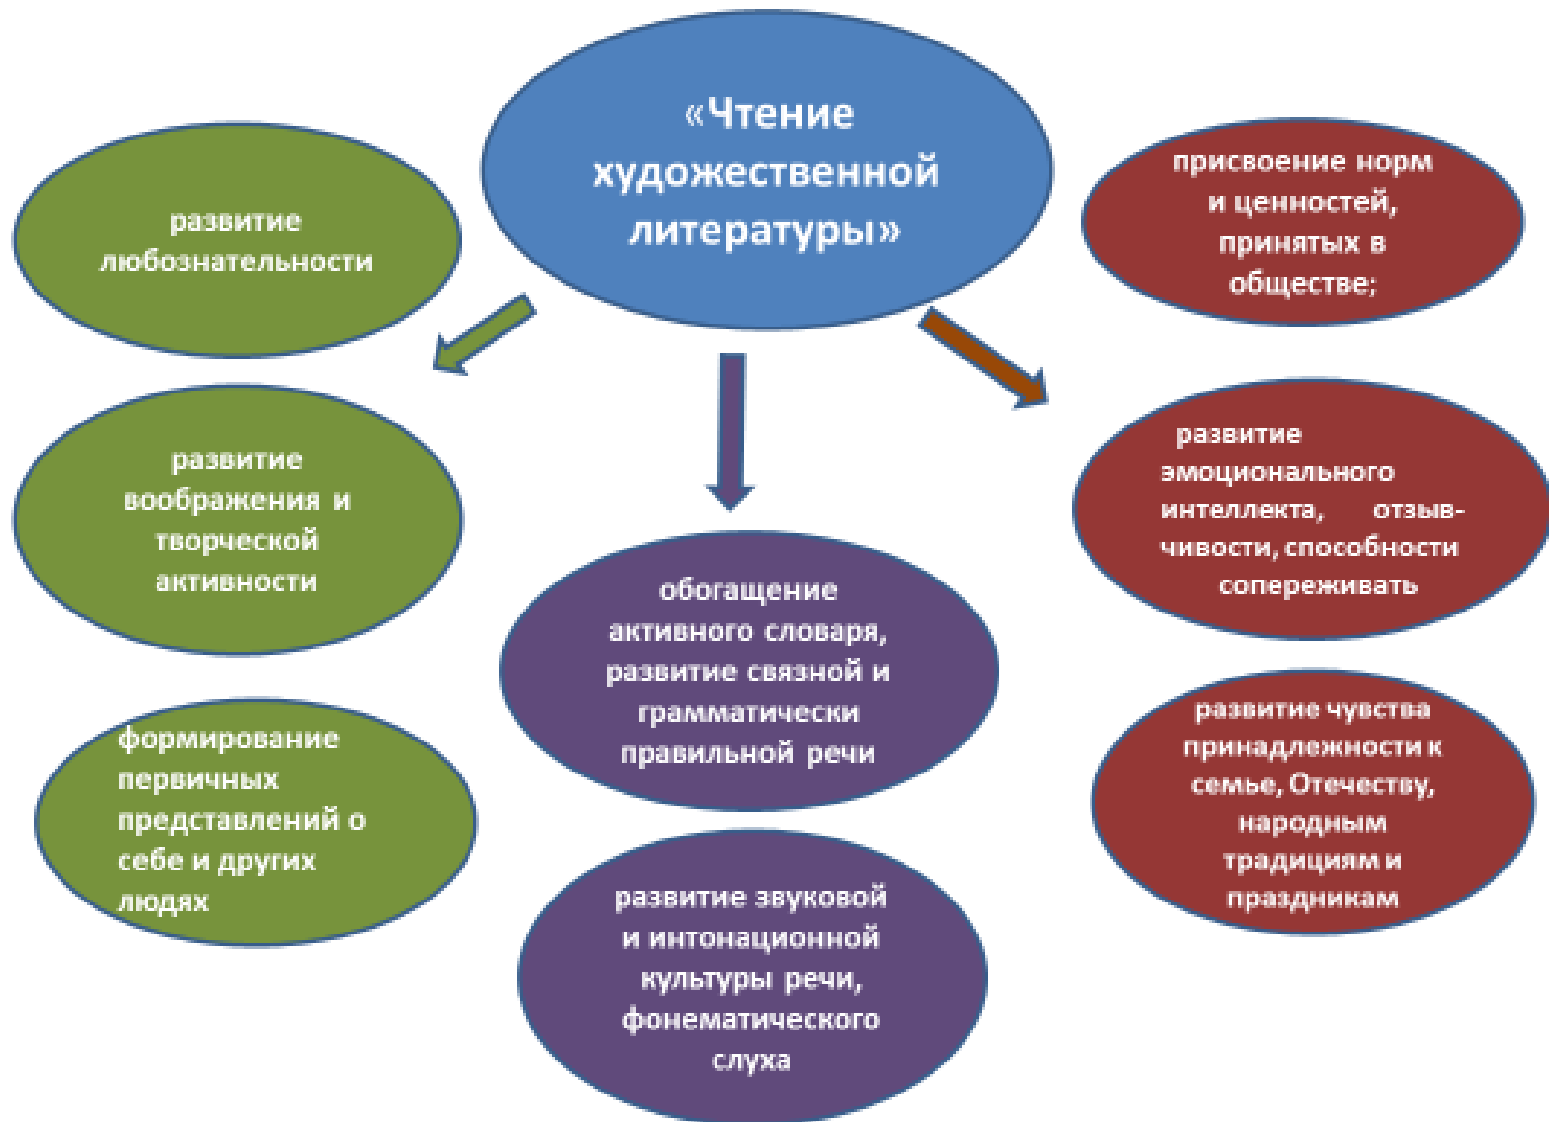 «Чтение
художественной
литературы»
развитие
любознательности
развитие
воображения и
творческой
активности
формирование
первичных
представлений о
себе и других
людях
обогащение
активного словаря,
развитие связной и
грамматически
правильной речи
развитие звуковой
и интонационной
культуры речи,
фонематического
слуха
присвоение норм
и ценностей,
принятых в
обществе;
развитие
эмоционального
интеллекта, отзыв-
чивости, способности
сопереживать
развитие чувства
принадлежности к
семье, Отечеству,
народным
традициям и
праздникам